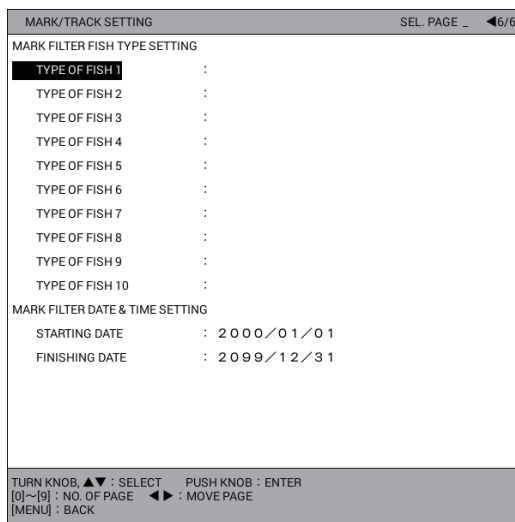 MARK/TRACK SETTING SEL. PAGE _ ◀6/6
MARK FILTER FISH TYPE SETTING
TYPE OF FISH 1 :
TYPE OF FISH 2 :
TYPE OF FISH 3 :
TYPE OF FISH 4 :
TYPE OF FISH 5 :
TYPE OF FISH 6 :
TYPE OF FISH 7 :
TYPE OF FISH 8 :
TYPE OF FISH 9 :
TYPE OF FISH 10 :
MARK FILTER DATE & TIME SETTING
STARTING DATE : 2000/01/01
FINISHING DATE : 2099/12/31
TURN KNOB, ▲▼ : SELECT PUSH KNOB : ENTER
[0]~[9] : NO. OF PAGE ◀ ▶ : MOVE PAGE
[MENU] : BACK